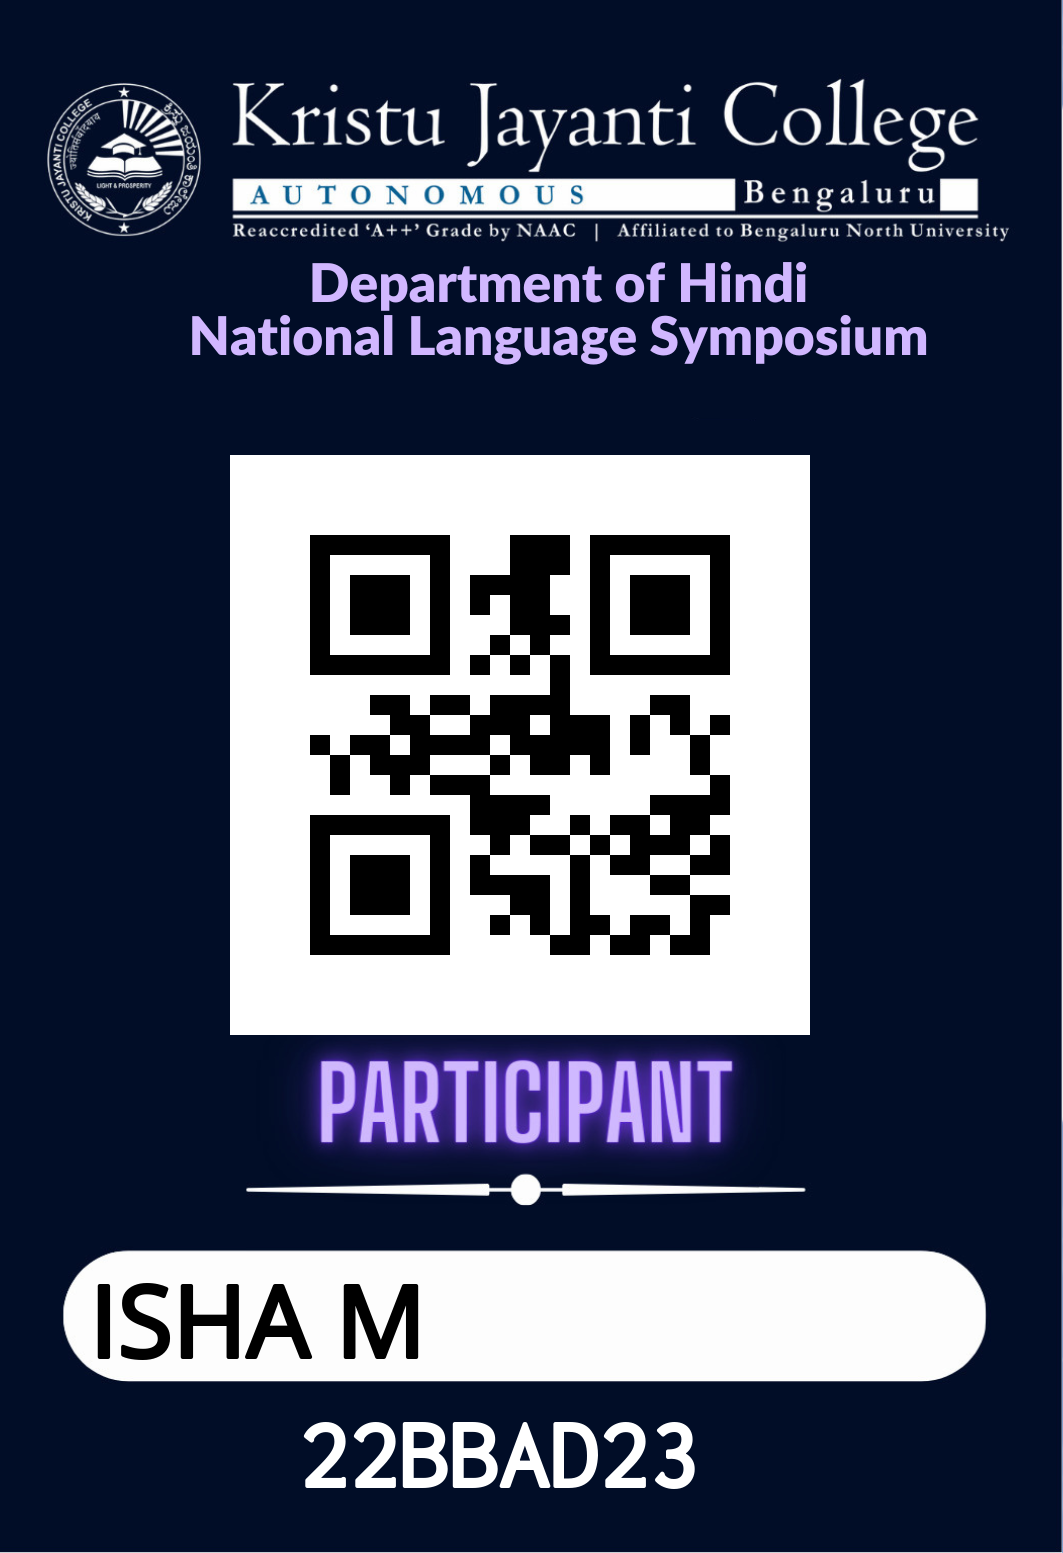 KRISTU JAYANTI COLLEGE
LIGHT & PROSPERITY
Kristu Jayanti College
AUTONOMOUS Bengaluru
Reaccredited ‘A++’ Grade by NAAC | Affiliated to Bengaluru North University
Department of Hindi
National Language Symposium
PARTICIPANT
ISHA M
22BBAD23